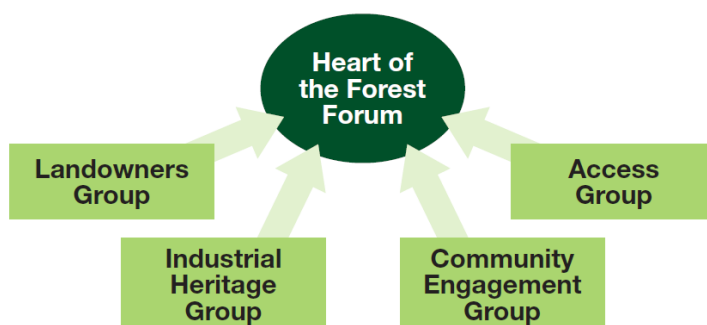 Heart of
the Forest
Forum
Landowners
Group
Access
Group
Industrial
Heritage
Group
Community
Engagement
Group